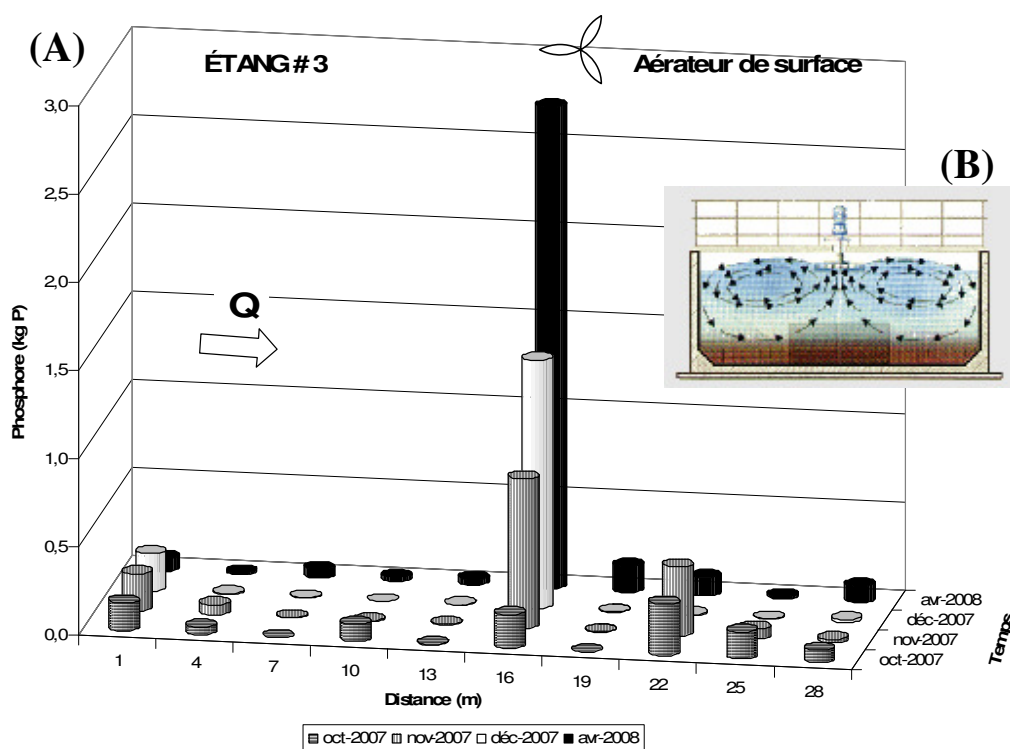 (A)
ÉTANG # 3
Aérateur de surface
(B)
Q
Phosphore (kg P)
3,0
2,5
2,0
1,5
1,0
0,5
0,0
1 4 7 10 13 16 19 22 25 28
Distance (m)
avr-2008
déc-2007
nov-2007
oct-2007
Temps
oct-2007 nov-2007 déc-2007 avr-2008